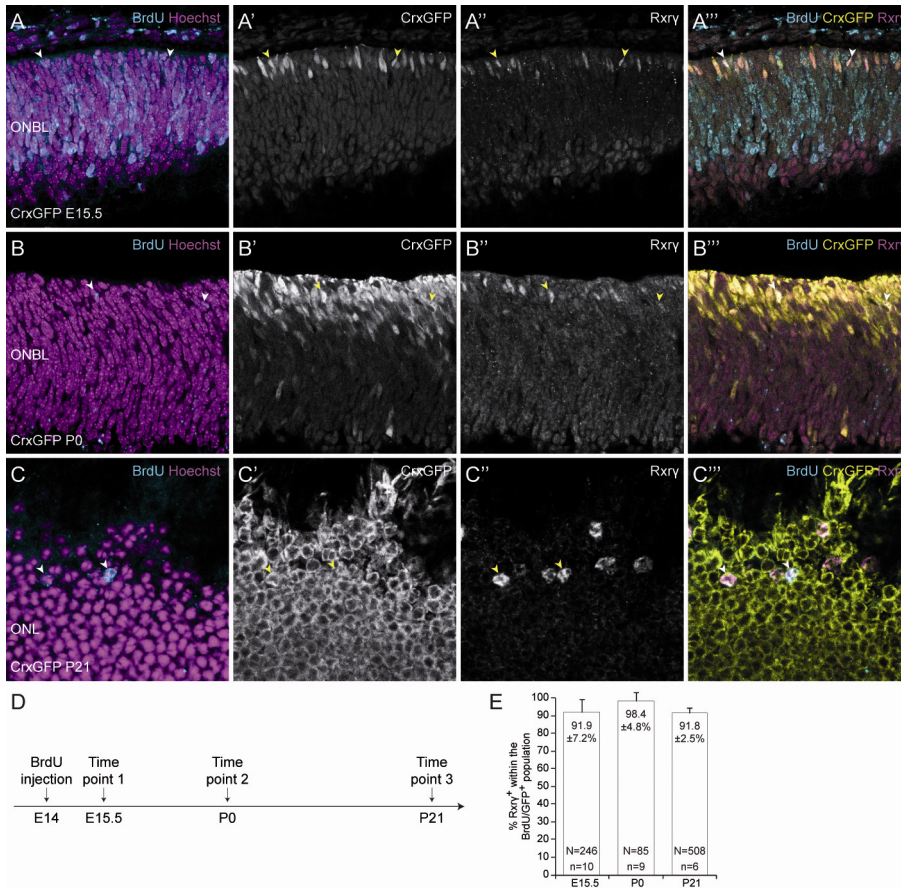 A BrdU Hoechst
ONBL
CrxGFP E15.5
A' CrxGFP
A'' Rxrγ
A''' BrdU CrxGFP Rxrγ
B BrdU Hoechst
ONBL
CrxGFP P0
B' CrxGFP
B'' Rxrγ
B''' BrdU CrxGFP Rxrγ
C BrdU Hoechst
ONL
CrxGFP P21
C' CrxGFP
C'' Rxrγ
C''' BrdU CrxGFP Rxrγ
D
BrdU injection
Time point 1
Time point 2
Time point 3
E14 E15.5 P0 P21
E
% Rxrγ+ within the BrdU/GFP+ population
100
90
80
70
60
50
40
30
20
10
0
91.9 ±7.2%
98.4 ±4.8%
91.8 ±2.5%
N=246 N=85 N=508
n=10 n=9 n=6
E15.5 P0 P21